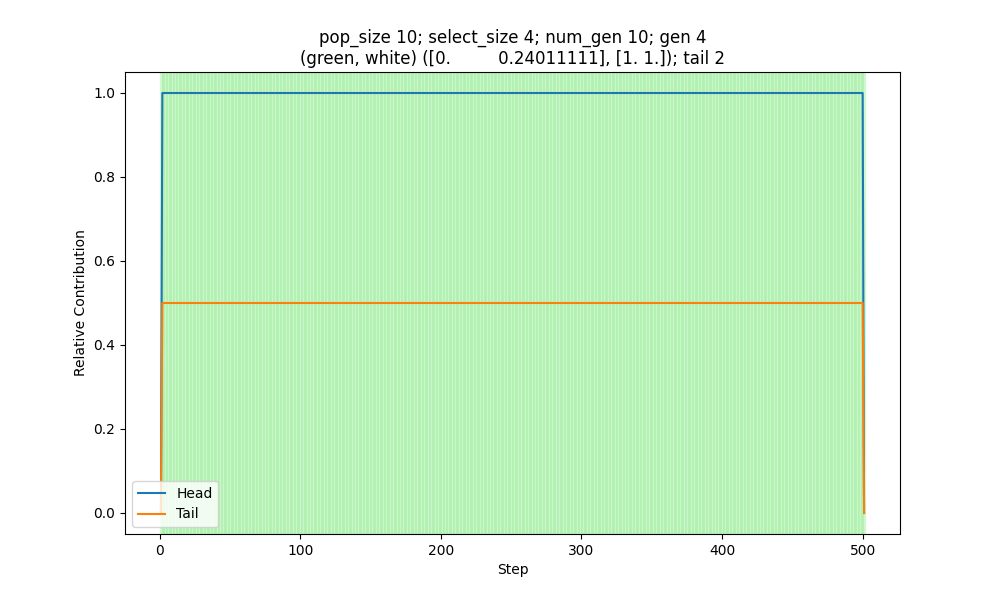 pop_size 10; select_size 4; num_gen 10; gen 4
(green, white) ([0.         0.24011111], [1. 1.]); tail 2
1.0
0.8
0.6
0.4
0.2
0.0
Relative Contribution
Head
Tail
0 100 200 300 400 500
Step